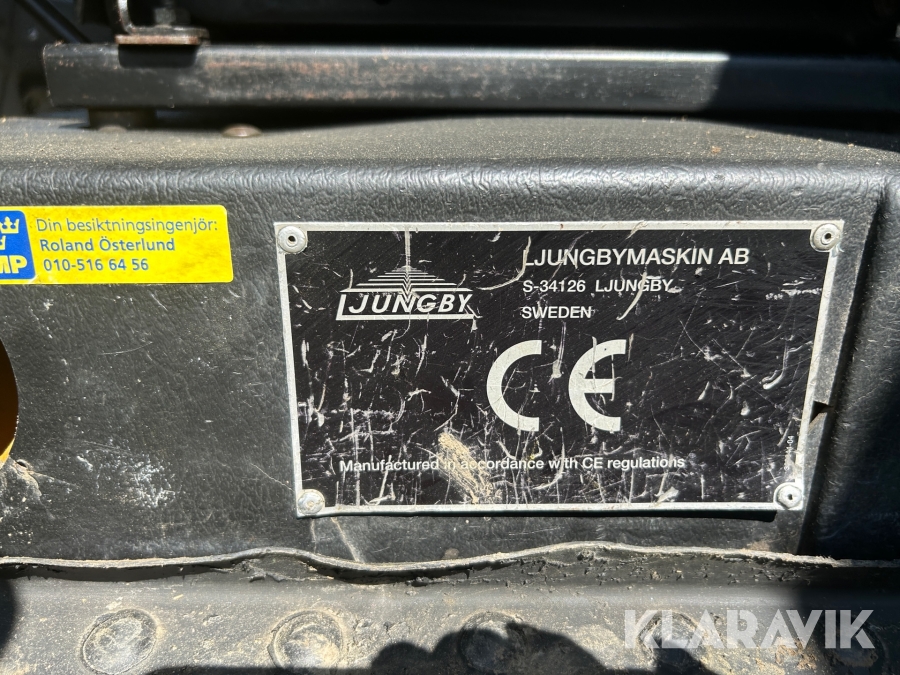 Din besiktningsingenjör:
Roland Österlund
010-516 64 56
MP
LJUNGBY
LJUNGBYMASKIN AB
S-34126 LJUNGBY
SWEDEN
CE
Manufactured in accordance with CE regulations
KLARAVIK